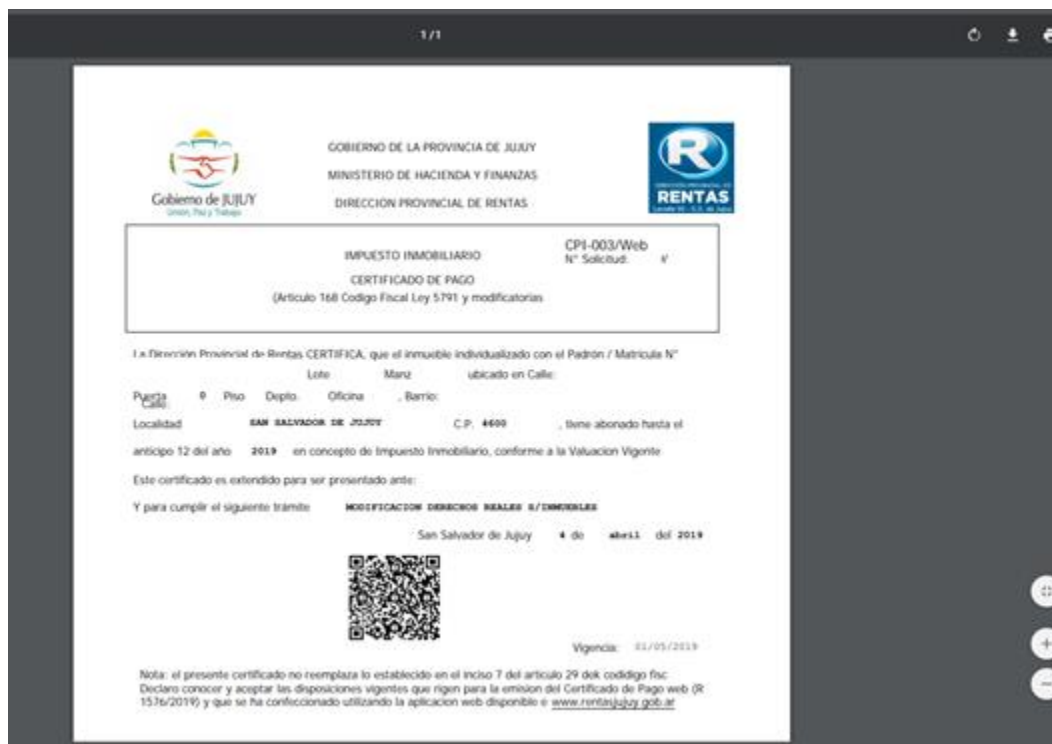 1 / 1
GOBIERNO DE LA PROVINCIA DE JUJUY
MINISTERIO DE HACIENDA Y FINANZAS
DIRECCION PROVINCIAL DE RENTAS
Gobierno de JUJUY
Unión, Paz y Trabajo
R
RENTAS
IMPUESTO INMOBILIARIO
CPI-003/Web
N° Solicitud:
CERTIFICADO DE PAGO
(Articulo 168 Codigo Fiscal Ley 5791 y modificatorias
La Dirección Provincial de Rentas CERTIFICA, que el inmueble individualizado con el Padrón / Matricula N°
Lote Manz ubicado en Calle:
Puerta 0 Piso Depto. Oficina , Barrio:
Calle:
Localidad SAN SALVADOR DE JUJUY C.P. 4600 , tiene abonado hasta el
anticipo 12 del año 2019 en concepto de Impuesto Inmobiliario, conforme a la Valuacion Vigente
Este certificado es extendido para ser presentado ante:
Y para cumplir el siguiente trámite MODIFICACION DERECHOS REALES S/INMUEBLES
San Salvador de Jujuy 4 de abril del 2019
Vigencia: 01/05/2019
Nota: el presente certificado no reemplaza lo establecido en el inciso 7 del articulo 29 dek codidigo fisc
Declaro conocer y aceptar las disposiciones vigentes que rigen para la emision del Certificado de Pago web (R
1576/2019) y que se ha confeccionado utilizando la aplicacion web disponible e www.rentasjujuy.gob.ar